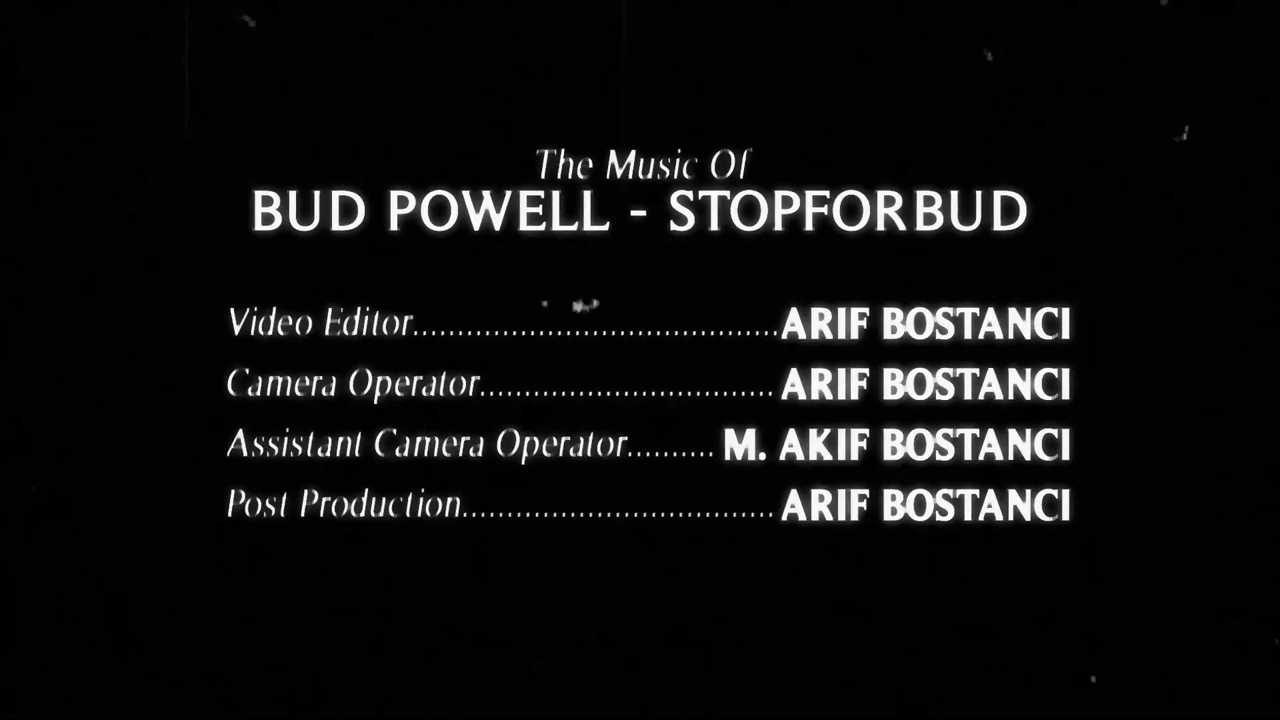 The Music Of
BUD POWELL - STOPFORBUD
Video Editor........................................ARIF BOSTANCI
Camera Operator................................ARIF BOSTANCI
Assistant Camera Operator..........M. AKIF BOSTANCI
Post Production..................................ARIF BOSTANCI